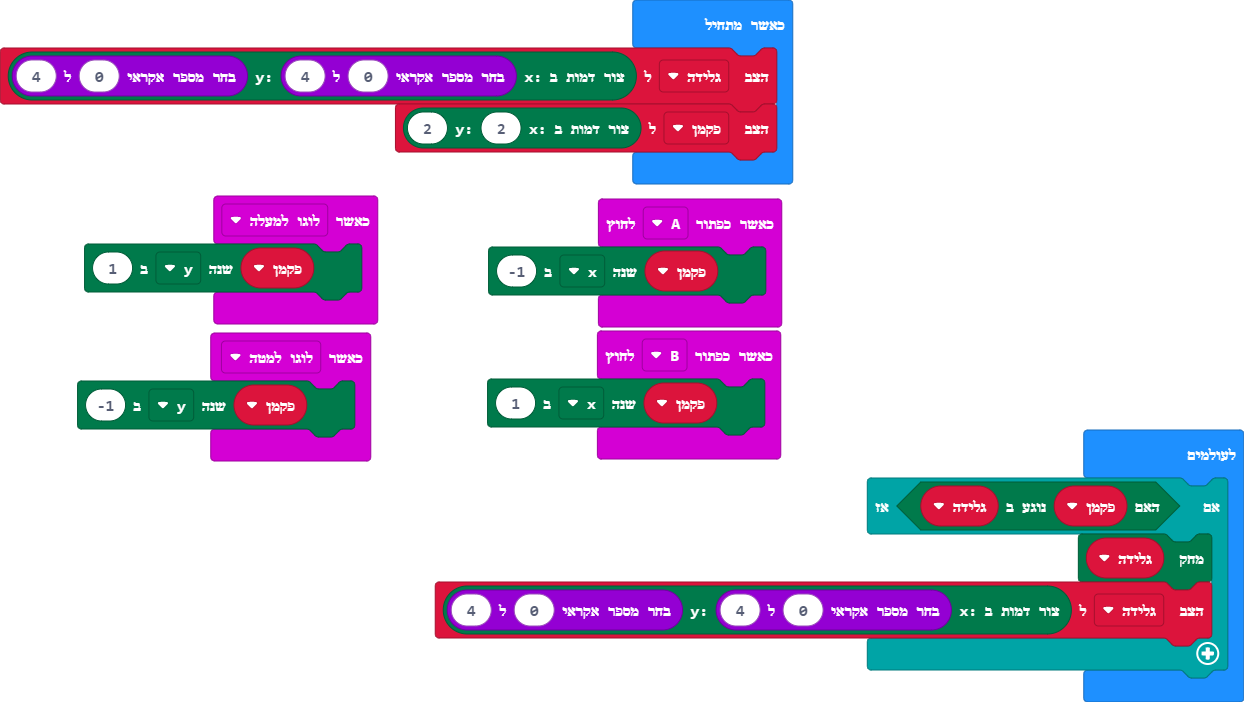 כאשר מתחיל
הצב גלידה ל צור דמות ב x: בחר מספר אקראי 0 ל 4 y: בחר מספר אקראי 0 ל 4
הצב פקמן ל צור דמות ב x: 2 y: 2
כאשר כפתור A לחוץ
פקמן שנה x ב -1
כאשר כפתור B לחוץ
פקמן שנה x ב 1
כאשר לוגו למעלה
פקמן שנה y ב 1
כאשר לוגו למטה
פקמן שנה y ב -1
לעולמים
אם האם פקמן נוגע ב גלידה אז
מחק גלידה
הצב גלידה ל צור דמות ב x: בחר מספר אקראי 0 ל 4 y: בחר מספר אקראי 0 ל 4